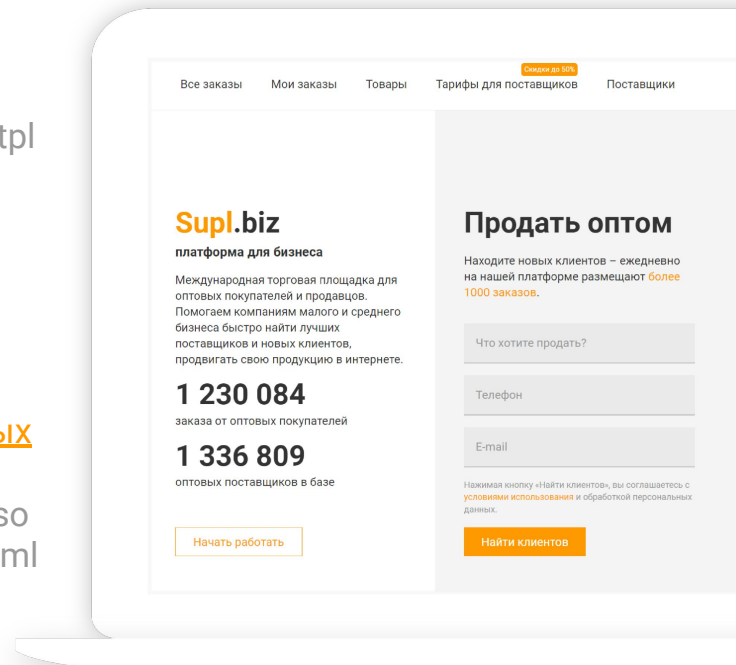 tpl
ых
so
ml
Скидки до 50%
Все заказы Мои заказы Товары Тарифы для поставщиков Поставщики
Supl.biz
платформа для бизнеса
Международная торговая площадка для
оптовых покупателей и продавцов.
Помогаем компаниям малого и среднего
бизнеса быстро найти лучших
поставщиков и новых клиентов,
продвигать свою продукцию в интернете.
1 230 084
заказа от оптовых покупателей
1 336 809
оптовых поставщиков в базе
Начать работать
Продать оптом
Находите новых клиентов – ежедневно
на нашей платформе размещают более
1000 заказов.
Что хотите продать?
Телефон
E-mail
Нажимая кнопку «Найти клиентов», вы соглашаетесь с
условиями использования и обработкой персональных
данных.
Найти клиентов